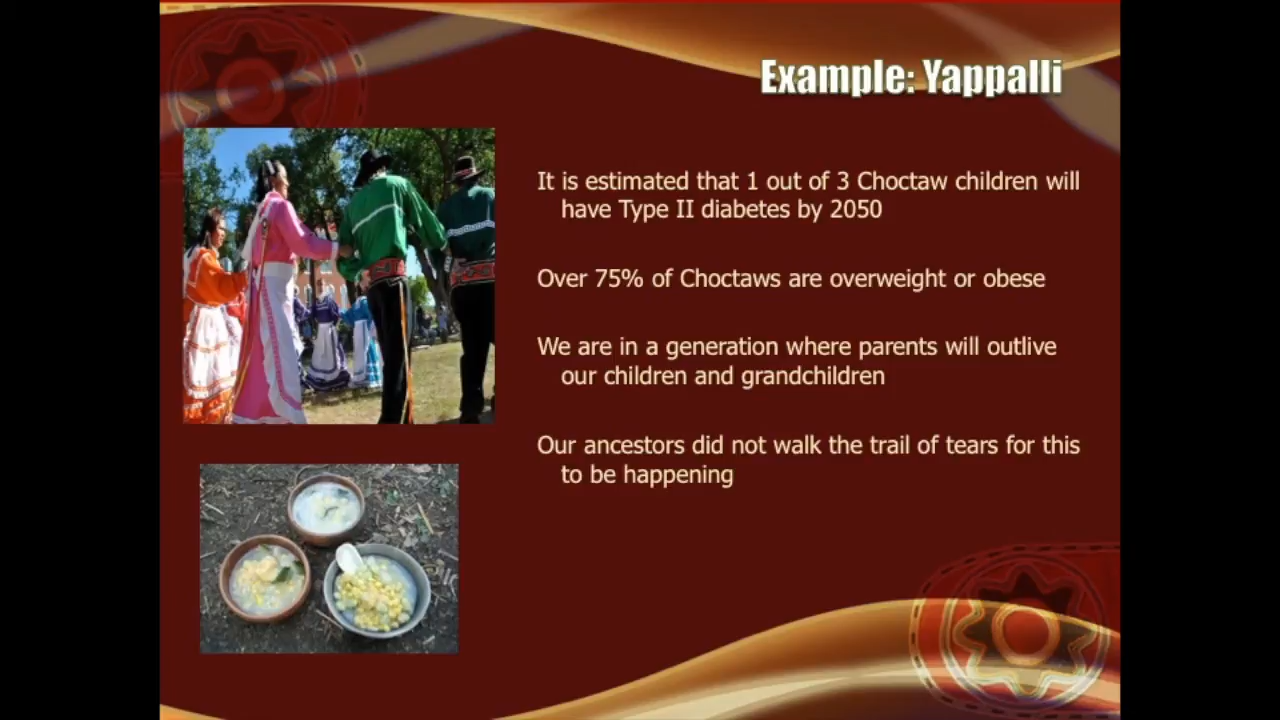 Example: Yappalli
It is estimated that 1 out of 3 Choctaw children will
have Type II diabetes by 2050
Over 75% of Choctaws are overweight or obese
We are in a generation where parents will outlive
our children and grandchildren
Our ancestors did not walk the trail of tears for this
to be happening